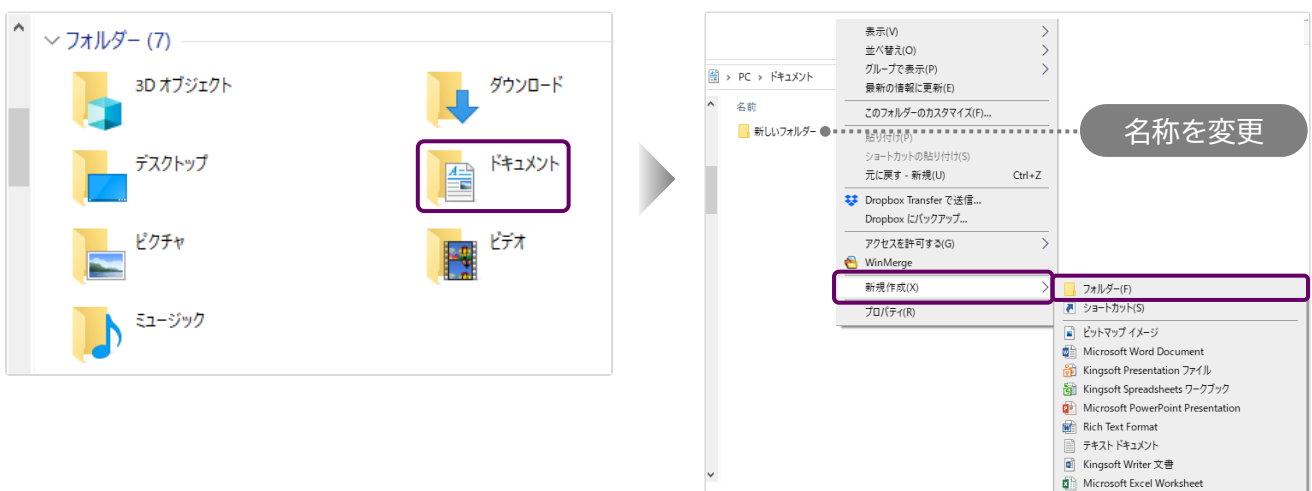 フォルダー (7)
3D オブジェクト
ダウンロード
デスクトップ
ドキュメント
ピクチャ
ビデオ
ミュージック
PC › ドキュメント
名前
新しいフォルダー
表示(V)
並べ替え(O)
グループで表示(P)
最新の情報に更新(E)
このフォルダーのカスタマイズ(F)...
貼り付け(P)
ショートカットの貼り付け(S)
元に戻す - 新規(U) Ctrl+Z
Dropbox Transfer で送信...
Dropbox にバックアップ...
アクセスを許可する(G)
WinMerge
新規作成(X)
プロパティ(R)
名称を変更
フォルダー(F)
ショートカット(S)
ビットマップ イメージ
Microsoft Word Document
Kingsoft Presentation ファイル
Kingsoft Spreadsheets ワークブック
Microsoft PowerPoint Presentation
Rich Text Format
テキスト ドキュメント
Kingsoft Writer 文書
Microsoft Excel Worksheet